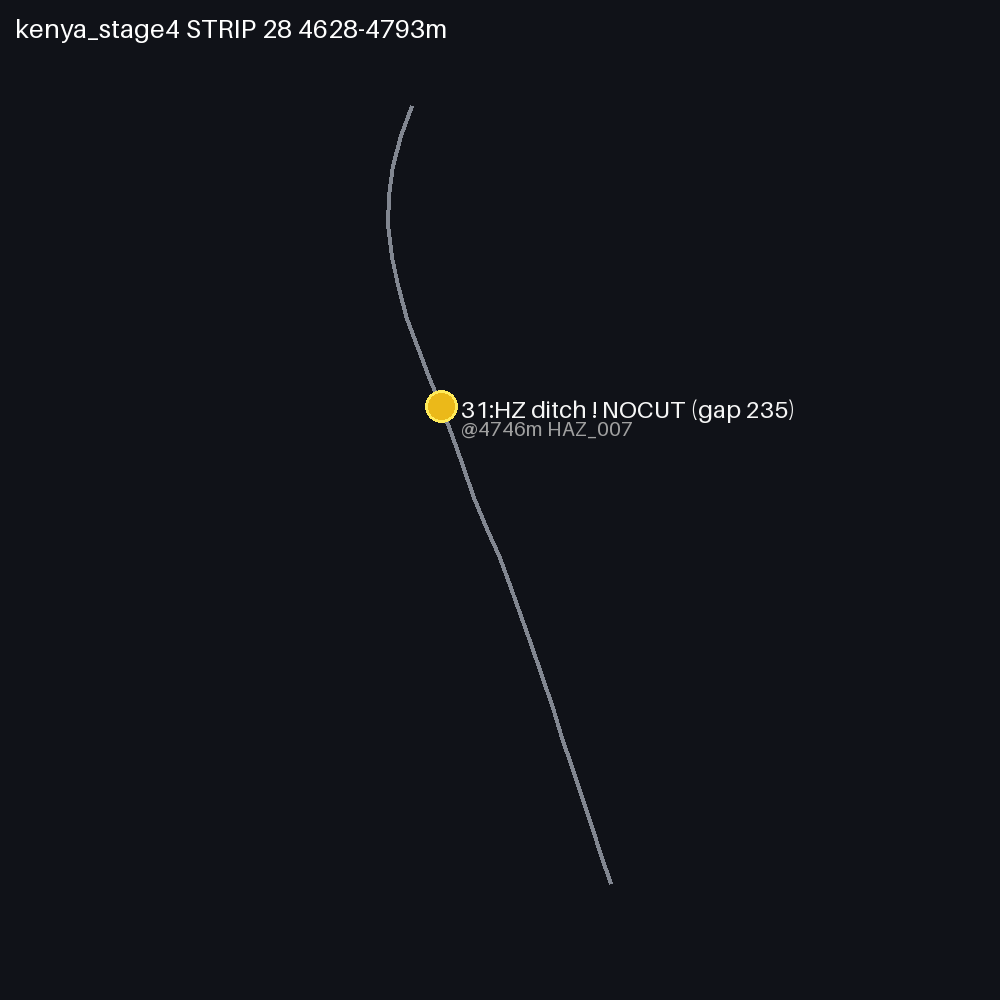 kenya_stage4 STRIP 28 4628-4793m
31:HZ ditch ! NOCUT (gap 235)
@4746m HAZ_007